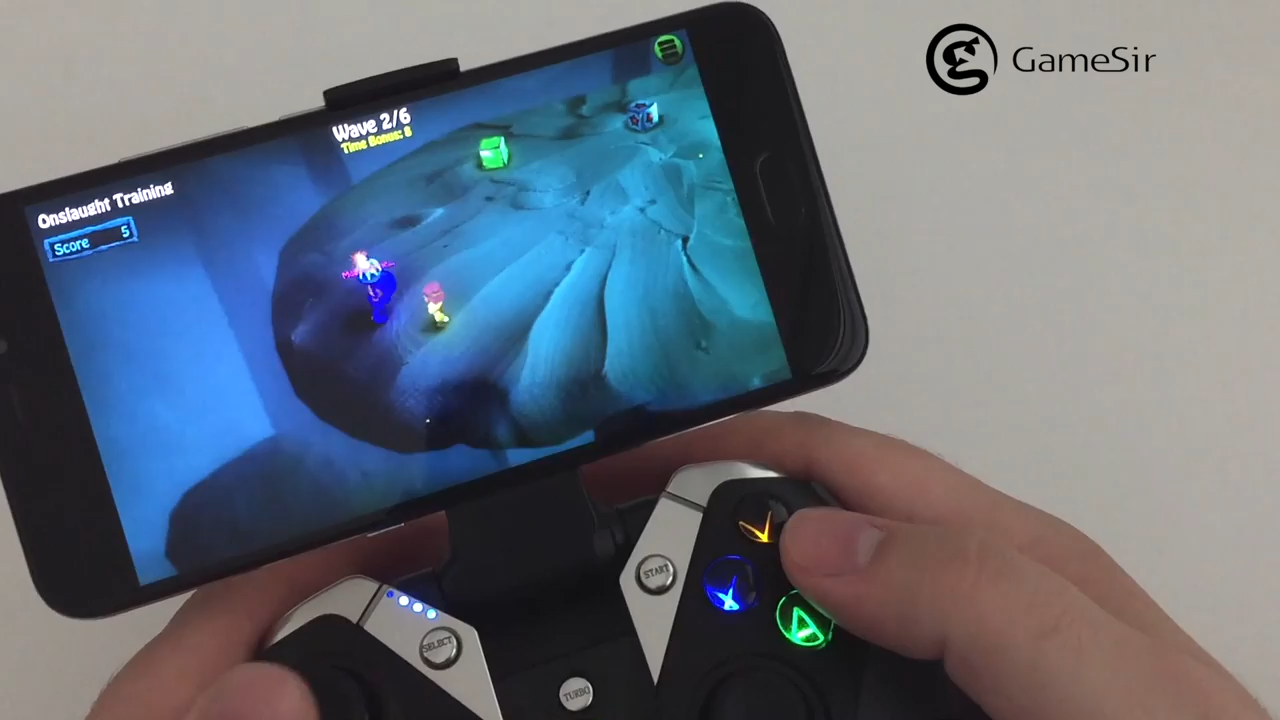 GameSir
Wave 2/6
Time Bonus: 8
Onslaught Training
Score 5
START
SELECT
TURBO
Y
X
A